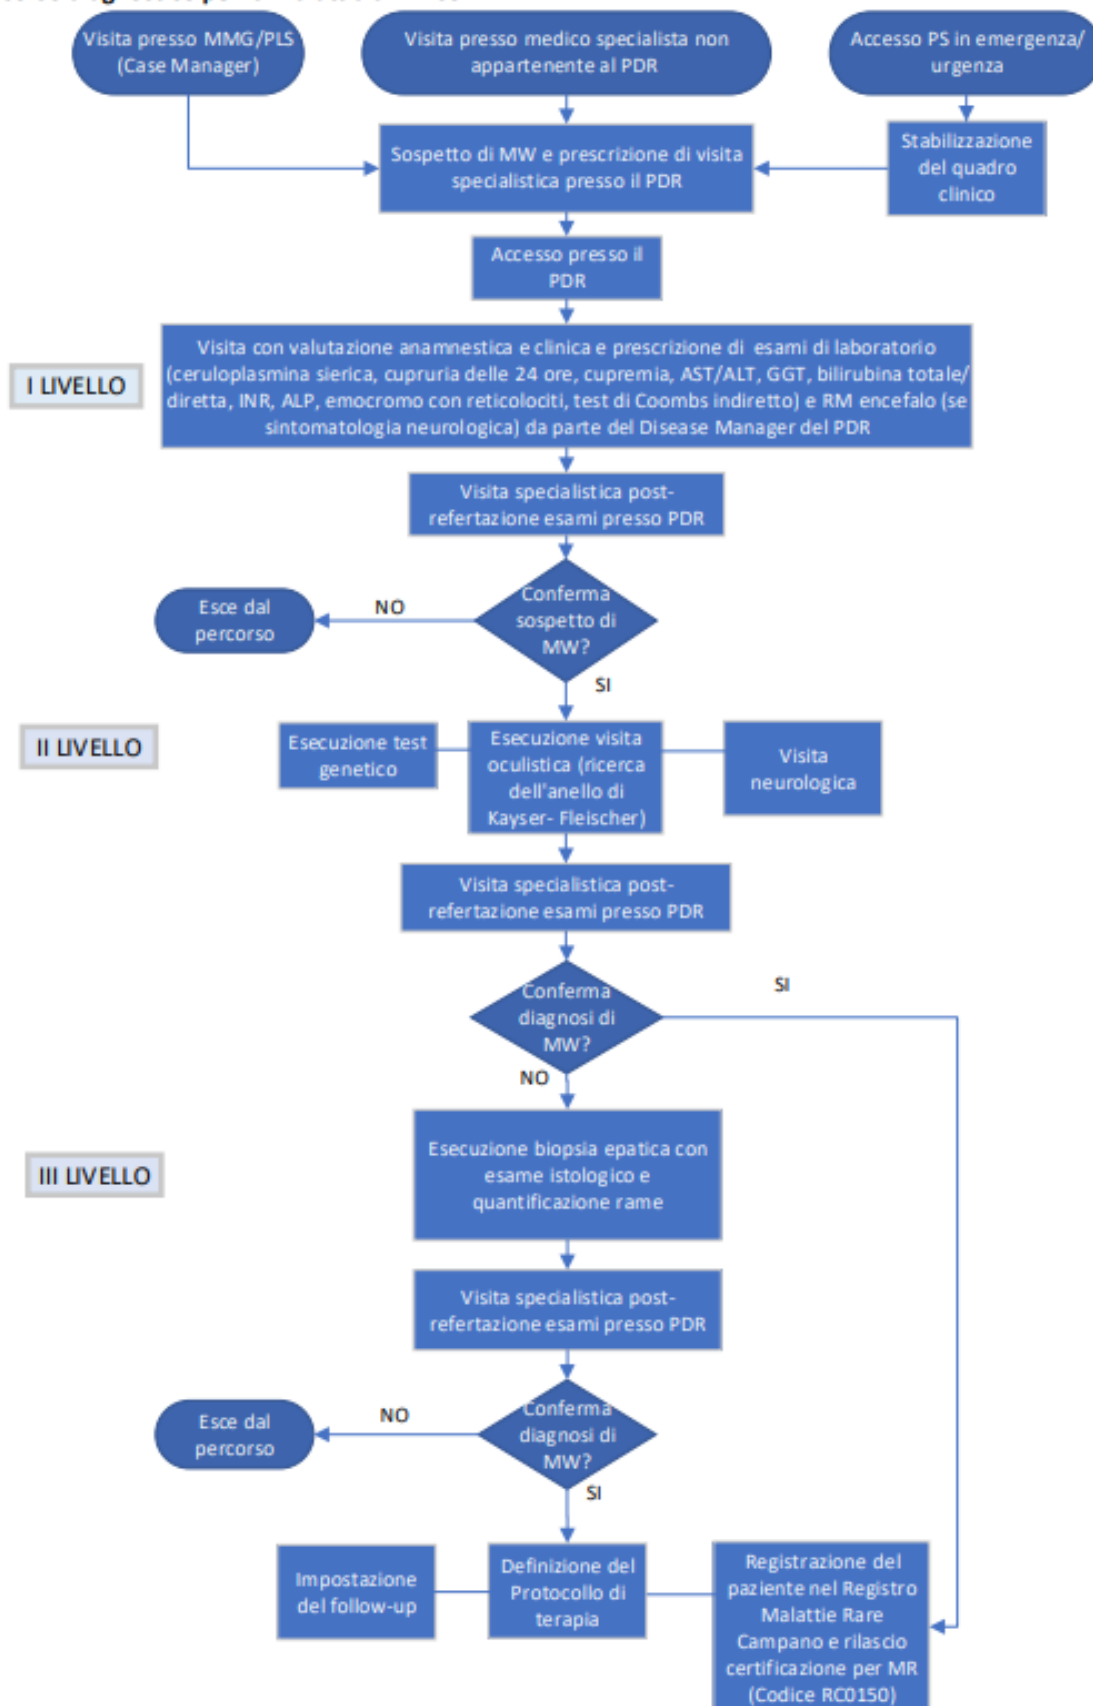 Visita presso MMG/PLS
(Case Manager)
Visita presso medico specialista non
appartenente al PDR
Accesso PS in emergenza/
urgenza
Sospetto di MW e prescrizione di visita
specialistica presso il PDR
Stabilizzazione
del quadro
clinico
Accesso presso il
PDR
I LIVELLO
Visita con valutazione anamnestica e clinica e prescrizione di esami di laboratorio
(ceruloplasmina sierica, cupruria delle 24 ore, cupremia, AST/ALT, GGT, bilirubina totale/
diretta, INR, ALP, emocromo con reticolociti, test di Coombs indiretto) e RM encefalo (se
sintomatologia neurologica) da parte del Disease Manager del PDR
Visita specialistica post-
refertazione esami presso PDR
Conferma
sospetto di
MW?
NO
Esce dal
percorso
SI
II LIVELLO
Esecuzione test
genetico
Esecuzione visita
oculistica (ricerca
dell'anello di
Kayser- Fleischer)
Visita
neurologica
Visita specialistica post-
refertazione esami presso PDR
Conferma
diagnosi di
MW?
SI
NO
III LIVELLO
Esecuzione biopsia epatica con
esame istologico e
quantificazione rame
Visita specialistica post-
refertazione esami presso PDR
Conferma
diagnosi di
MW?
NO
Esce dal
percorso
SI
Impostazione
del follow-up
Definizione del
Protocollo di
terapia
Registrazione del
paziente nel Registro
Malattie Rare
Campano e rilascio
certificazione per MR
(Codice RC0150)